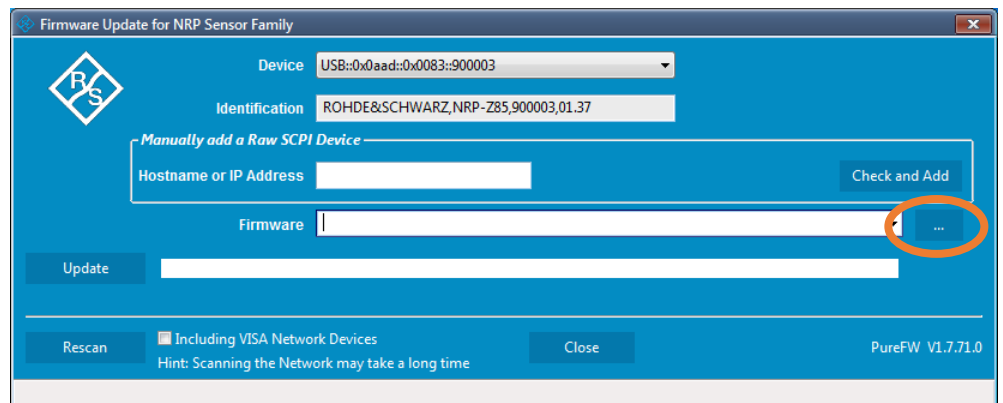 Firmware Update for NRP Sensor Family
R&S
Device USB::0x0aad::0x0083::900003
Identification ROHDE&SCHWARZ,NRP-Z85,900003,01.37
Manually add a Raw SCPI Device
Hostname or IP Address Check and Add
Firmware ...
Update
Rescan Including VISA Network Devices Close PureFW V1.7.71.0
Hint: Scanning the Network may take a long time